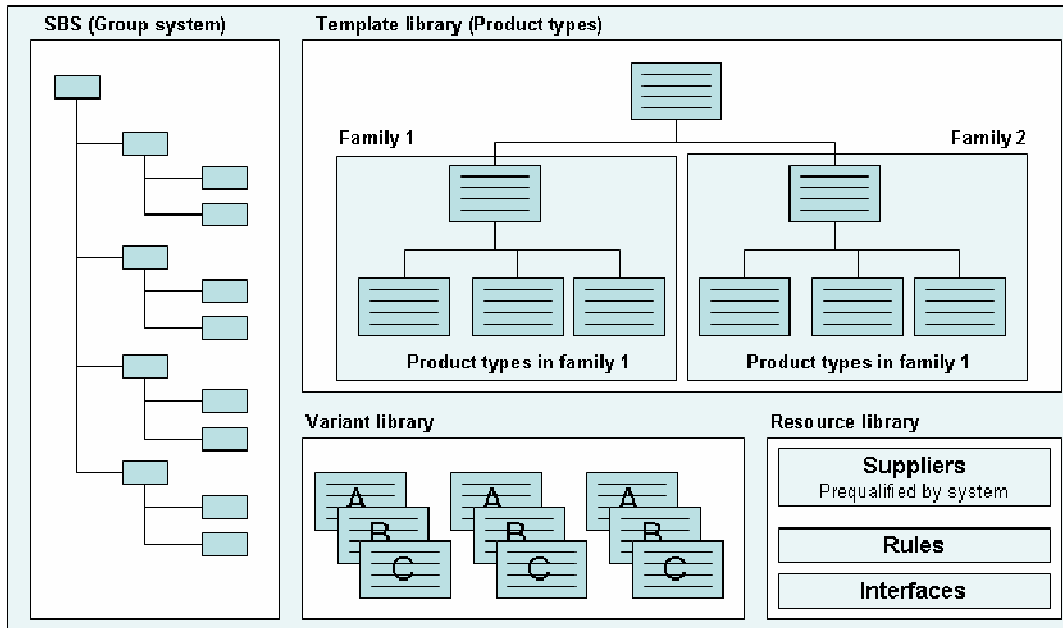 SBS (Group system)
Template library (Product types)
Family 1
Family 2
Product types in family 1
Product types in family 1
Variant library
A
B
C
A
B
C
A
B
C
Resource library
Suppliers
Prequalified by system
Rules
Interfaces